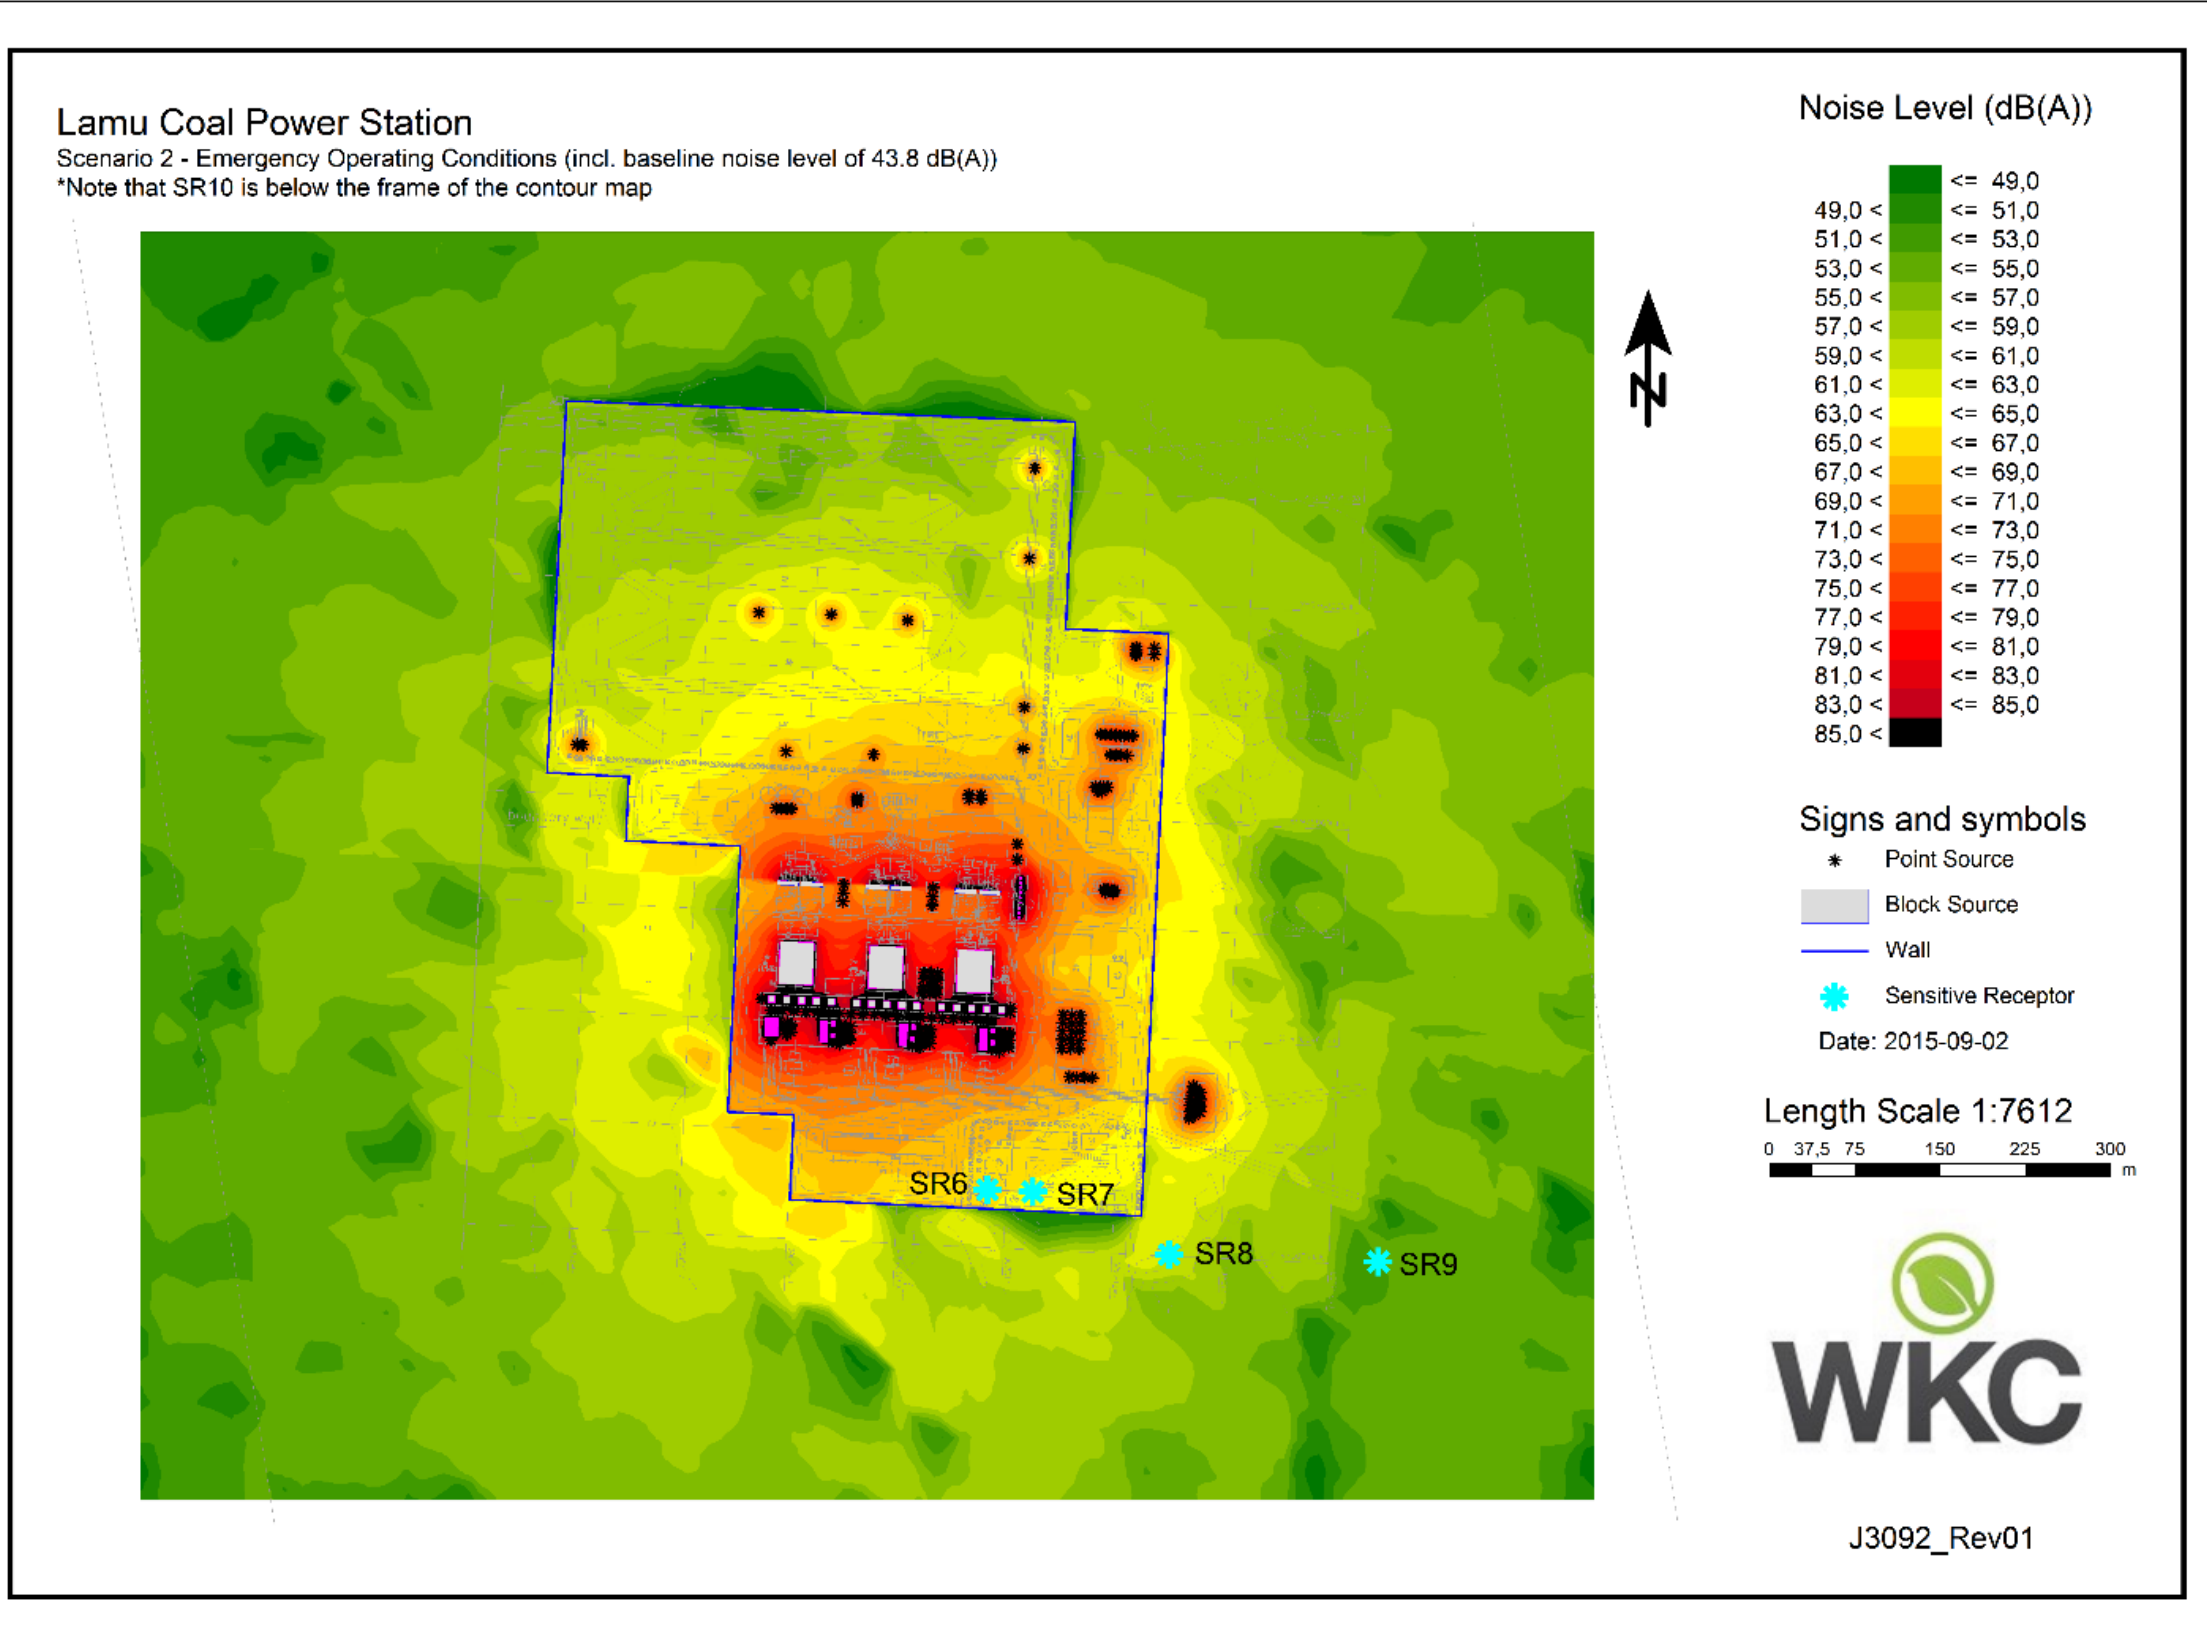 Lamu Coal Power Station
Scenario 2 - Emergency Operating Conditions (incl. baseline noise level of 43.8 dB(A))
*Note that SR10 is below the frame of the contour map
Noise Level (dB(A))
<= 49,0
49,0 < <= 51,0
51,0 < <= 53,0
53,0 < <= 55,0
55,0 < <= 57,0
57,0 < <= 59,0
59,0 < <= 61,0
61,0 < <= 63,0
63,0 < <= 65,0
65,0 < <= 67,0
67,0 < <= 69,0
69,0 < <= 71,0
71,0 < <= 73,0
73,0 < <= 75,0
75,0 < <= 77,0
77,0 < <= 79,0
79,0 < <= 81,0
81,0 < <= 83,0
83,0 < <= 85,0
85,0 <
N
SR6
SR7
SR8
SR9
Signs and symbols
Point Source
Block Source
Wall
Sensitive Receptor
Date: 2015-09-02
Length Scale 1:7612
0 37,5 75 150 225 300
m
WKC
J3092_Rev01